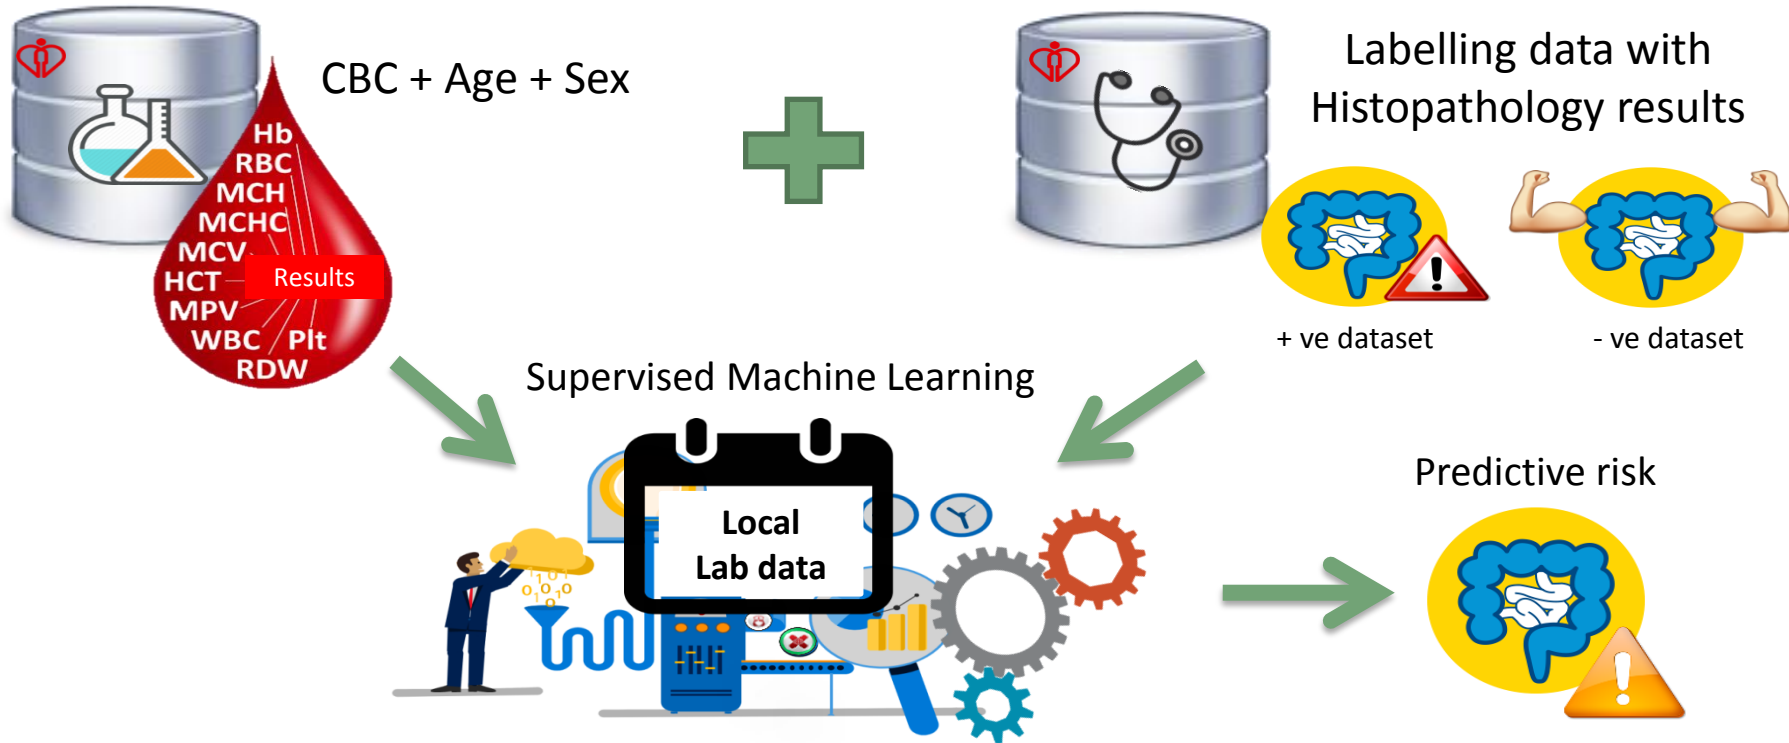 CBC + Age + Sex
Hb
RBC
MCH
MCHC
MCV
HCT
MPV
WBC
Plt
RDW
Results
Labelling data with
Histopathology results
+ ve dataset
- ve dataset
Supervised Machine Learning
Local
Lab data
Predictive risk